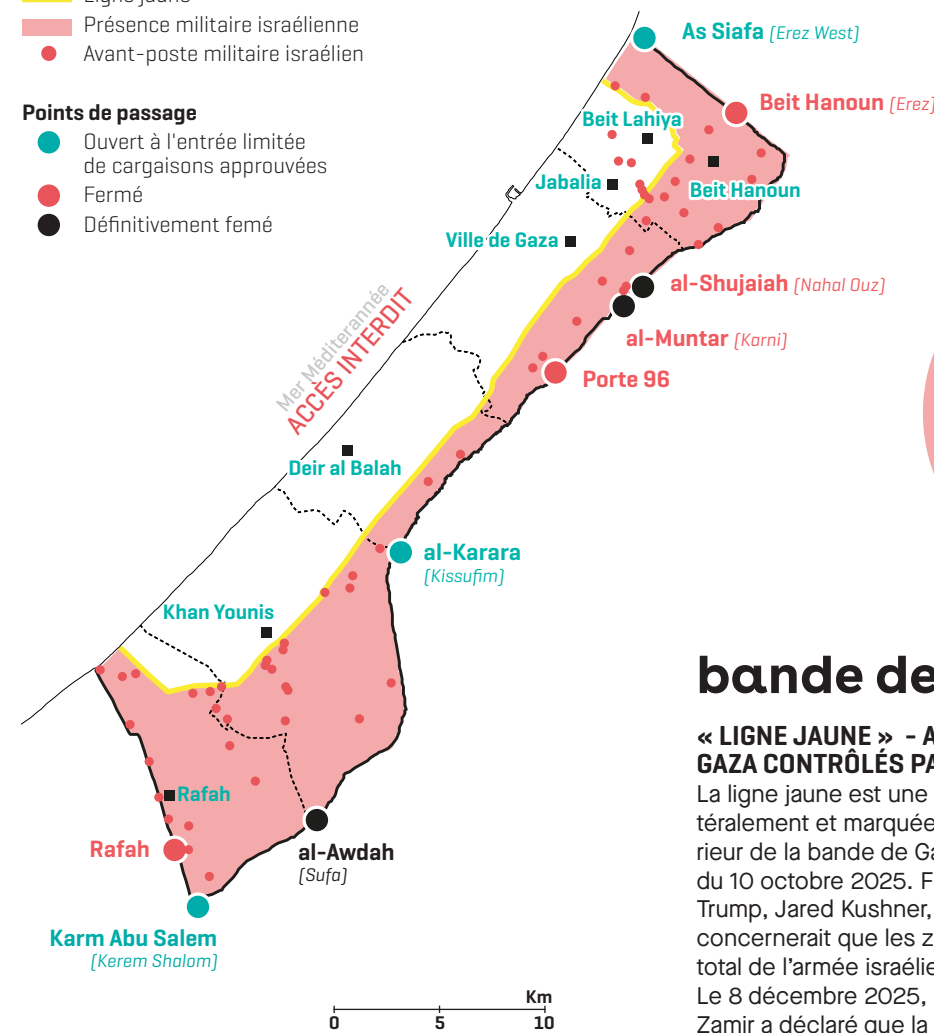 Ligne jaune
Présence militaire israélienne
Avant-poste militaire israélien
Points de passage
Ouvert à l'entrée limitée
de cargaisons approuvées
Fermé
Définitivement femé
As Siafa [Erez West]
Beit Hanoun [Erez]
Beit Lahiya
Jabalia
Beit Hanoun
Ville de Gaza
al-Shujaiah [Nahal Ouz]
al-Muntar [Karni]
Mer Méditerannée
ACCÈS INTERDIT
Porte 96
Deir al Balah
al-Karara
[Kissufim]
Khan Younis
Rafah
Rafah
al-Awdah
[Sufa]
Karm Abu Salem
[Kerem Shalom]
Km
0 5 10
bande de
« LIGNE JAUNE » - A
GAZA CONTRÔLÉS PA
La ligne jaune est une
téralement et marquée
rieur de la bande de Ga
du 10 octobre 2025. F
Trump, Jared Kushner,
concernerait que les z
total de l'armée israélie
Le 8 décembre 2025,
Zamir a déclaré que la